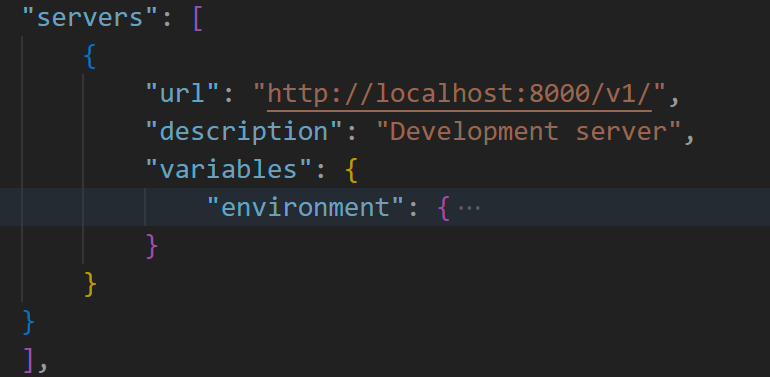 "servers": [
{
"url": "http://localhost:8000/v1/",
"description": "Development server",
"variables": {
"environment": {···
}
}
}
],